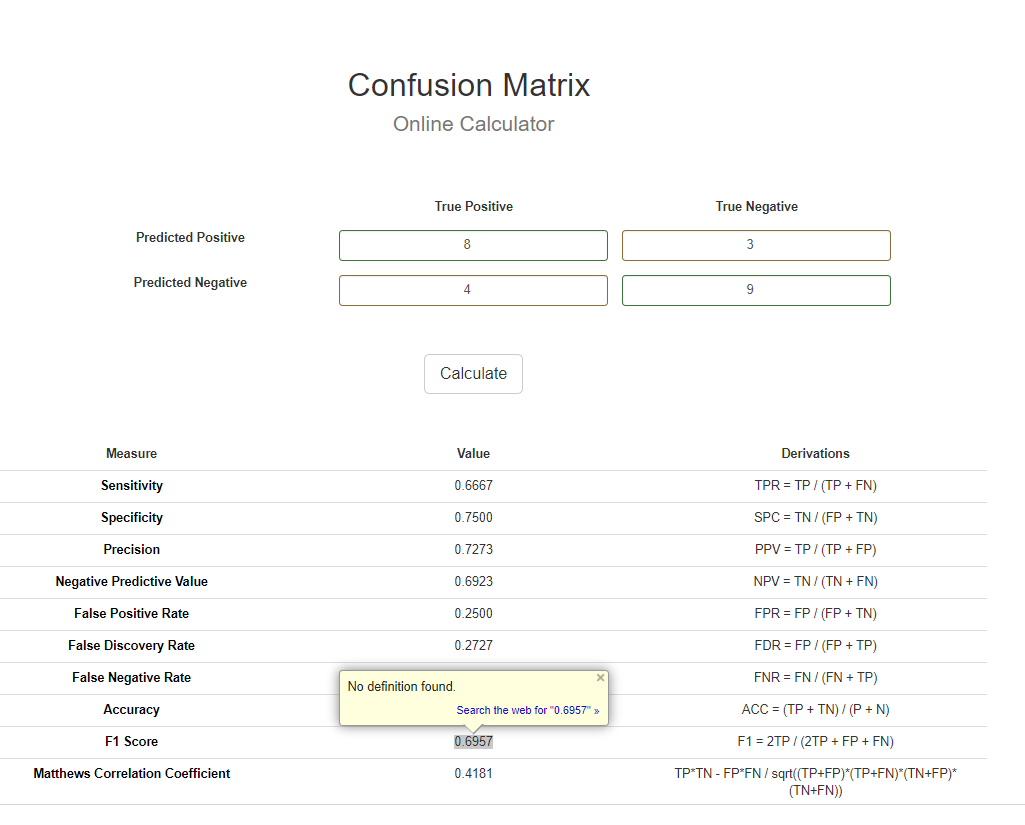 Confusion Matrix
Online Calculator
True Positive True Negative
Predicted Positive 8 3
Predicted Negative 4 9
Calculate
Measure Value Derivations
Sensitivity 0.6667 TPR = TP / (TP + FN)
Specificity 0.7500 SPC = TN / (FP + TN)
Precision 0.7273 PPV = TP / (TP + FP)
Negative Predictive Value 0.6923 NPV = TN / (TN + FN)
False Positive Rate 0.2500 FPR = FP / (FP + TN)
False Discovery Rate 0.2727 FDR = FP / (FP + TP)
False Negative Rate FNR = FN / (FN + TP)
No definition found. ×
Search the web for "0.6957" »
Accuracy ACC = (TP + TN) / (P + N)
F1 Score 0.6957 F1 = 2TP / (2TP + FP + FN)
Matthews Correlation Coefficient 0.4181 TP*TN - FP*FN / sqrt((TP+FP)*(TP+FN)*(TN+FP)*
(TN+FN))